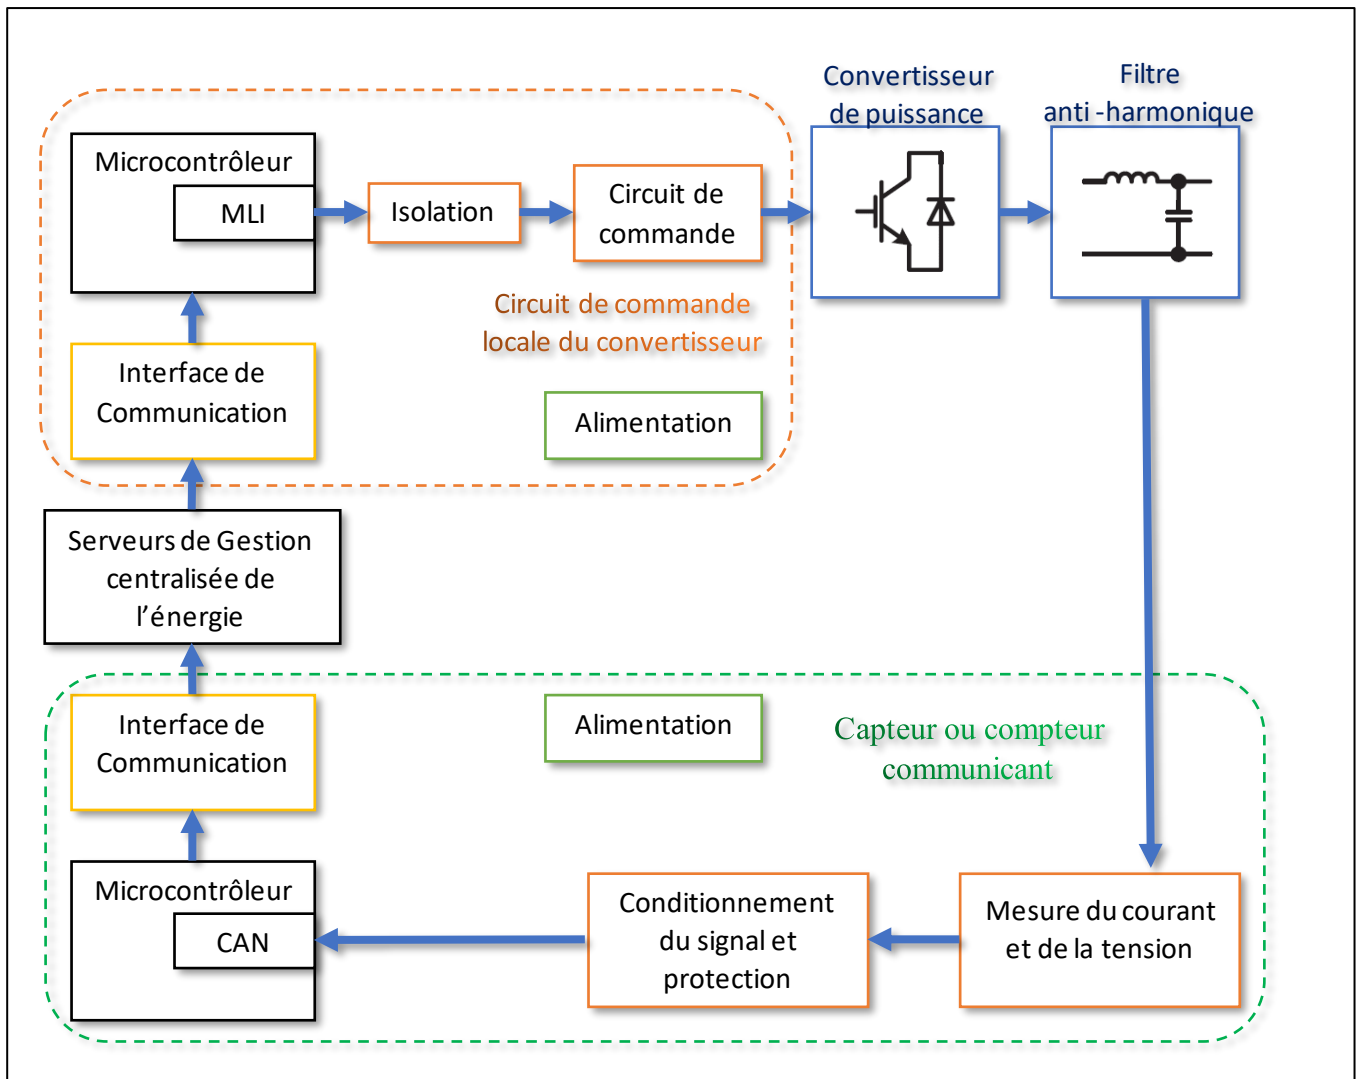 Convertisseur
de puissance
Filtre
anti -harmonique
Microcontrôleur
MLI
Isolation
Circuit de
commande
Circuit de commande
locale du convertisseur
Interface de
Communication
Alimentation
Serveurs de Gestion
centralisée de
l’énergie
Interface de
Communication
Alimentation
Capteur ou compteur
communicant
Microcontrôleur
CAN
Conditionnement
du signal et
protection
Mesure du courant
et de la tension